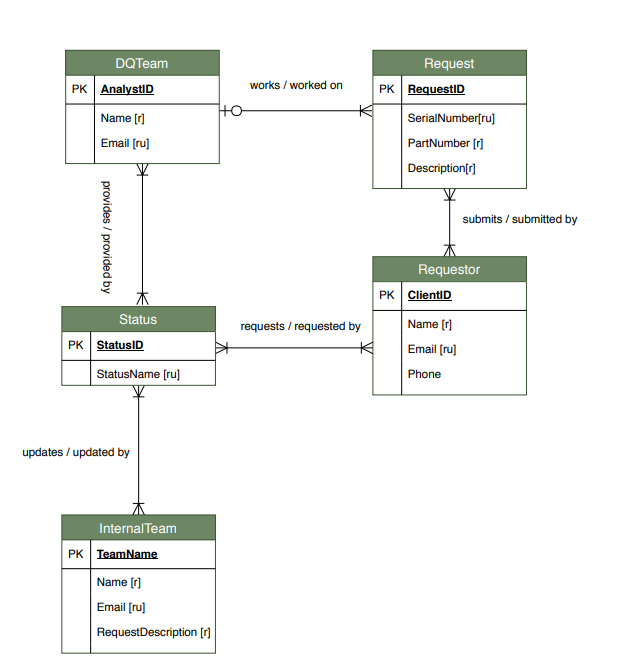 DQTeam
PK AnalystID
Name [r]
Email [ru]
works / worked on
Request
PK RequestID
SerialNumber[ru]
PartNumber [r]
Description[r]
provides / provided by
submits / submitted by
Requestor
PK ClientID
Name [r]
Email [ru]
Phone
Status
PK StatusID
StatusName [ru]
requests / requested by
updates / updated by
InternalTeam
PK TeamName
Name [r]
Email [ru]
RequestDescription [r]